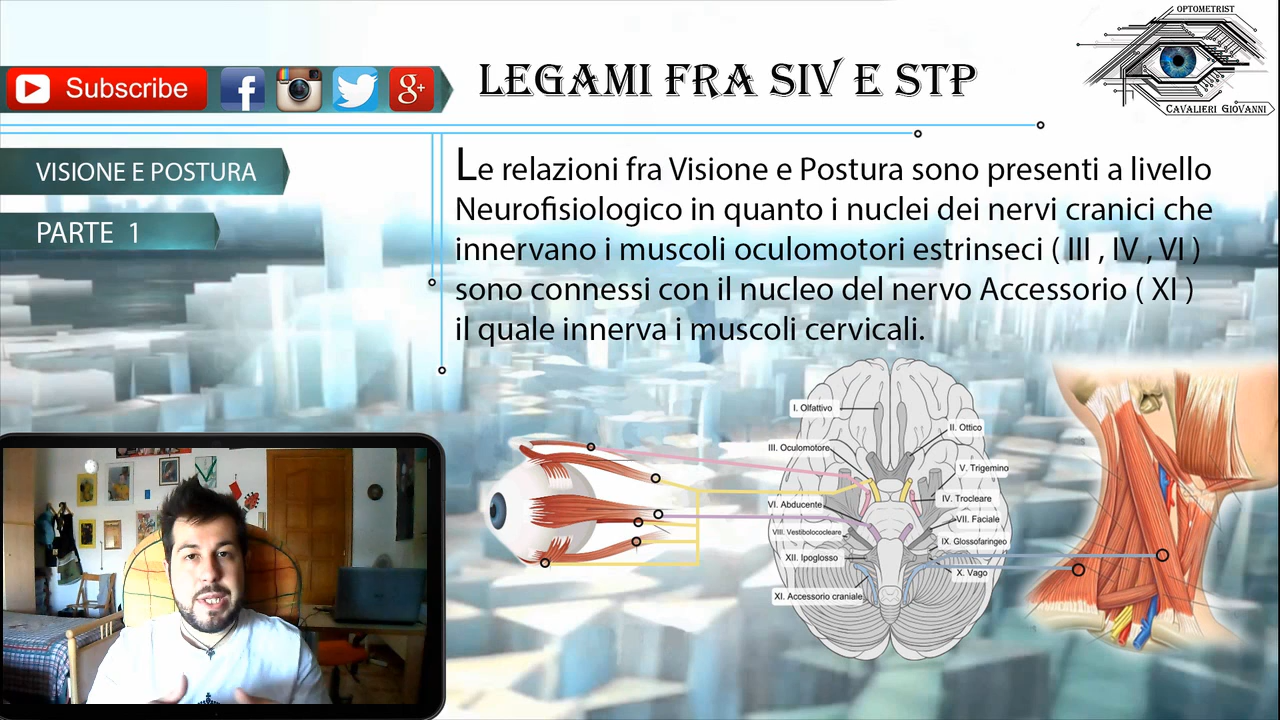 OPTOMETRIST
CAVALIERI GIOVANNI
Subscribe
LEGAMI FRA SIV E STP
VISIONE E POSTURA
PARTE 1
Le relazioni fra Visione e Postura sono presenti a livello
Neurofisiologico in quanto i nuclei dei nervi cranici che
innervano i muscoli oculomotori estrinseci ( III , IV , VI )
sono connessi con il nucleo del nervo Accessorio ( XI )
il quale innerva i muscoli cervicali.
I. Olfattivo
II. Ottico
III. Oculomotore
V. Trigemino
IV. Trocleare
VI. Abducente
VII. Faciale
VIII. Vestibolococleare
IX. Glossofaringeo
XII. Ipoglosso
X. Vago
XI. Accessorio craniale